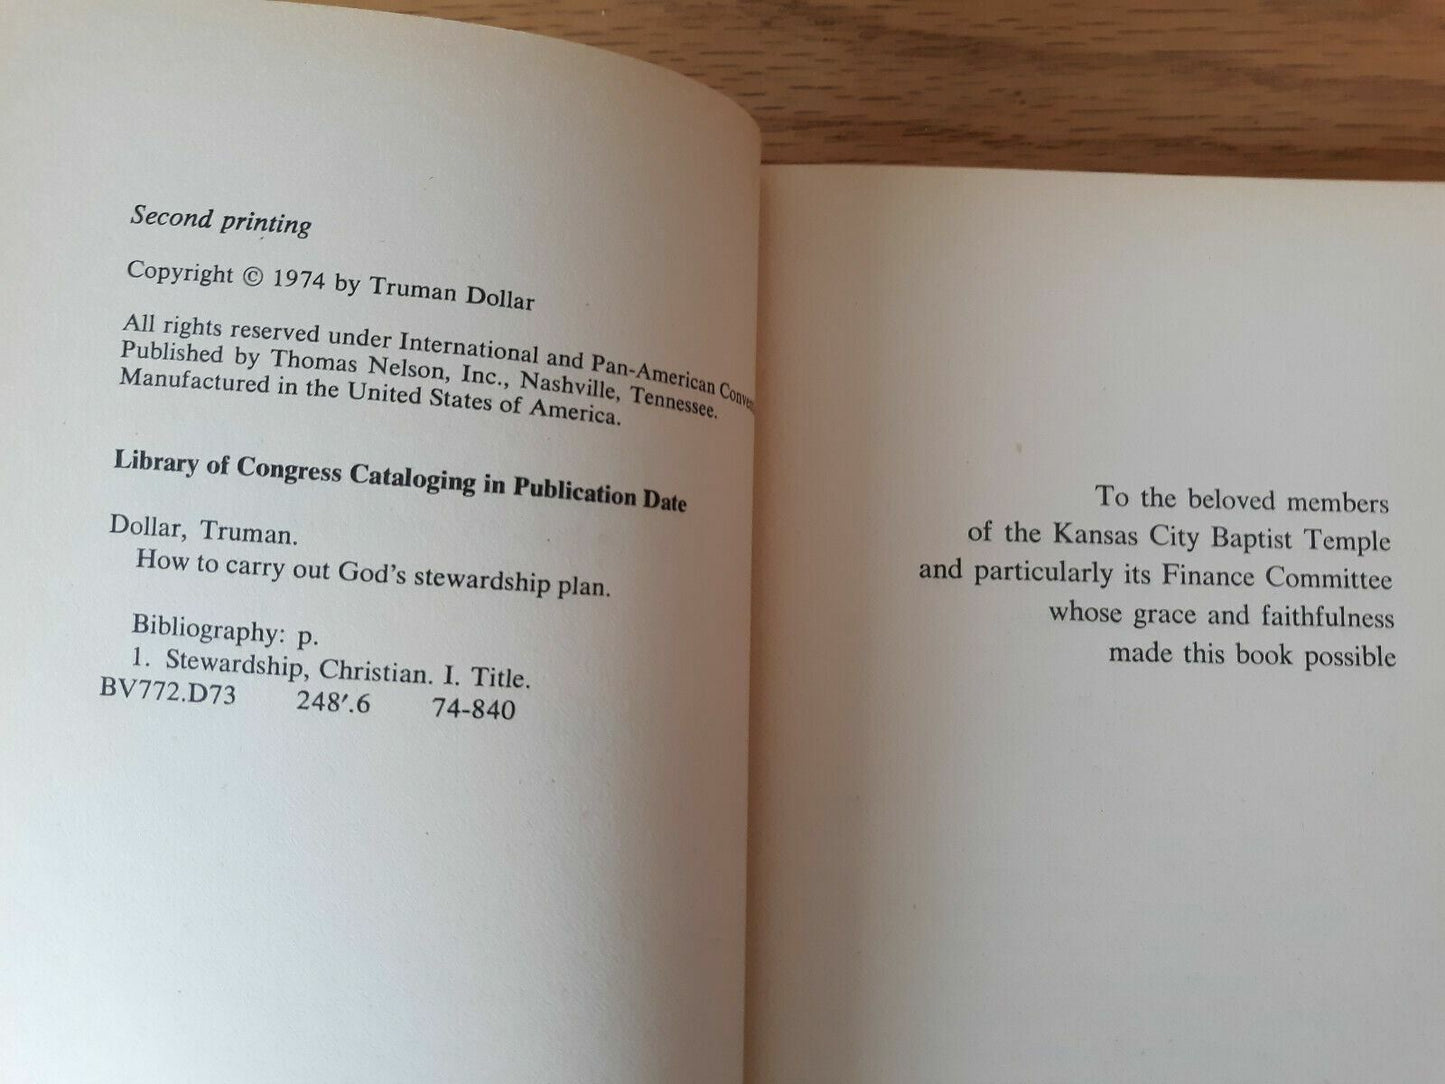 Second printing
Copyright © 1974 by Truman Dollar
All rights reserved under International and Pan-American
Published by Thomas Nelson, Inc., Nashville, Tennessee.
Manufactured in the United States of America.
Library of Congress Cataloging in Publication Date
Dollar, Truman.
How to carry out God's stewardship plan.
Bibliography: p.
1. Stewardship, Christian. I. Title.
BV772.D73 248′.6 74-840
To the beloved members
of the Kansas City Baptist Temple
and particularly its Finance Committee
whose grace and faithfulness
made this book possible